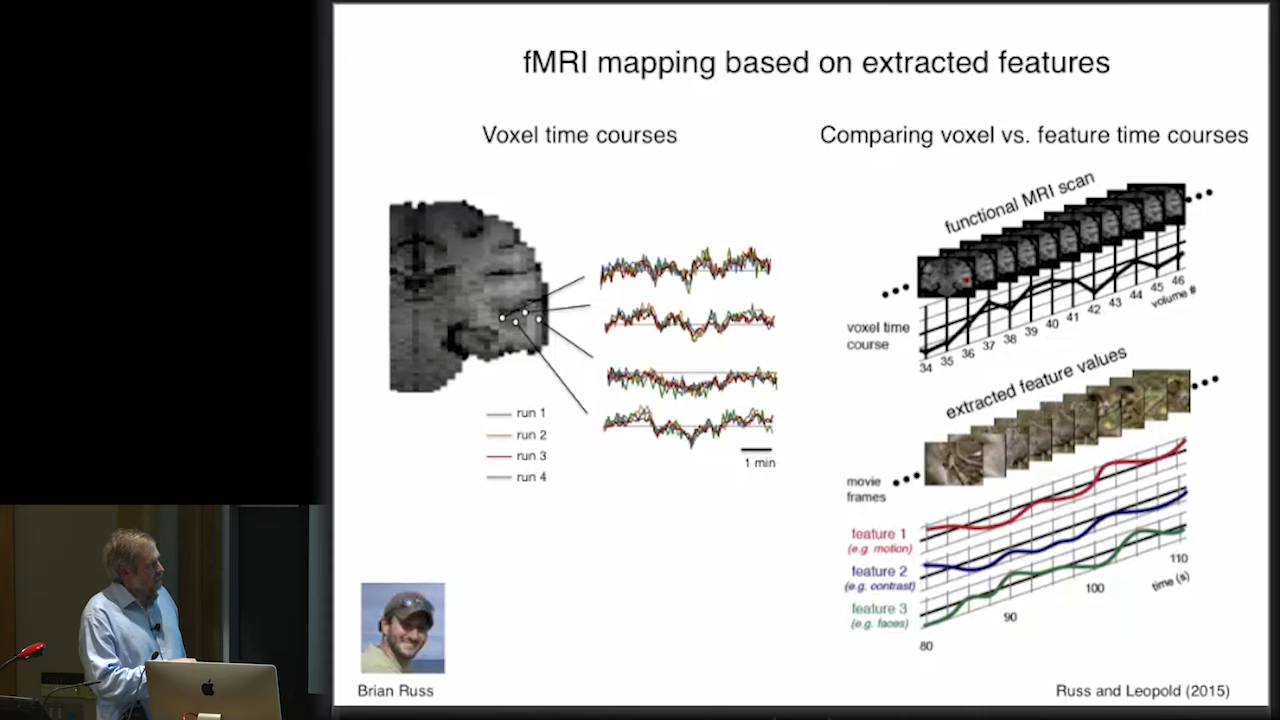 fMRI mapping based on extracted features
Voxel time courses
run 1
run 2
run 3
run 4
1 min
Comparing voxel vs. feature time courses
functional MRI scan
voxel time
course
34 35 36 37 38 39 40 41 42 43 44 45 46
volume #
extracted feature values
movie
frames
feature 1
(e.g. motion)
feature 2
(e.g. contrast)
feature 3
(e.g. faces)
80 90 100 110
time (s)
Brian Russ
Russ and Leopold (2015)